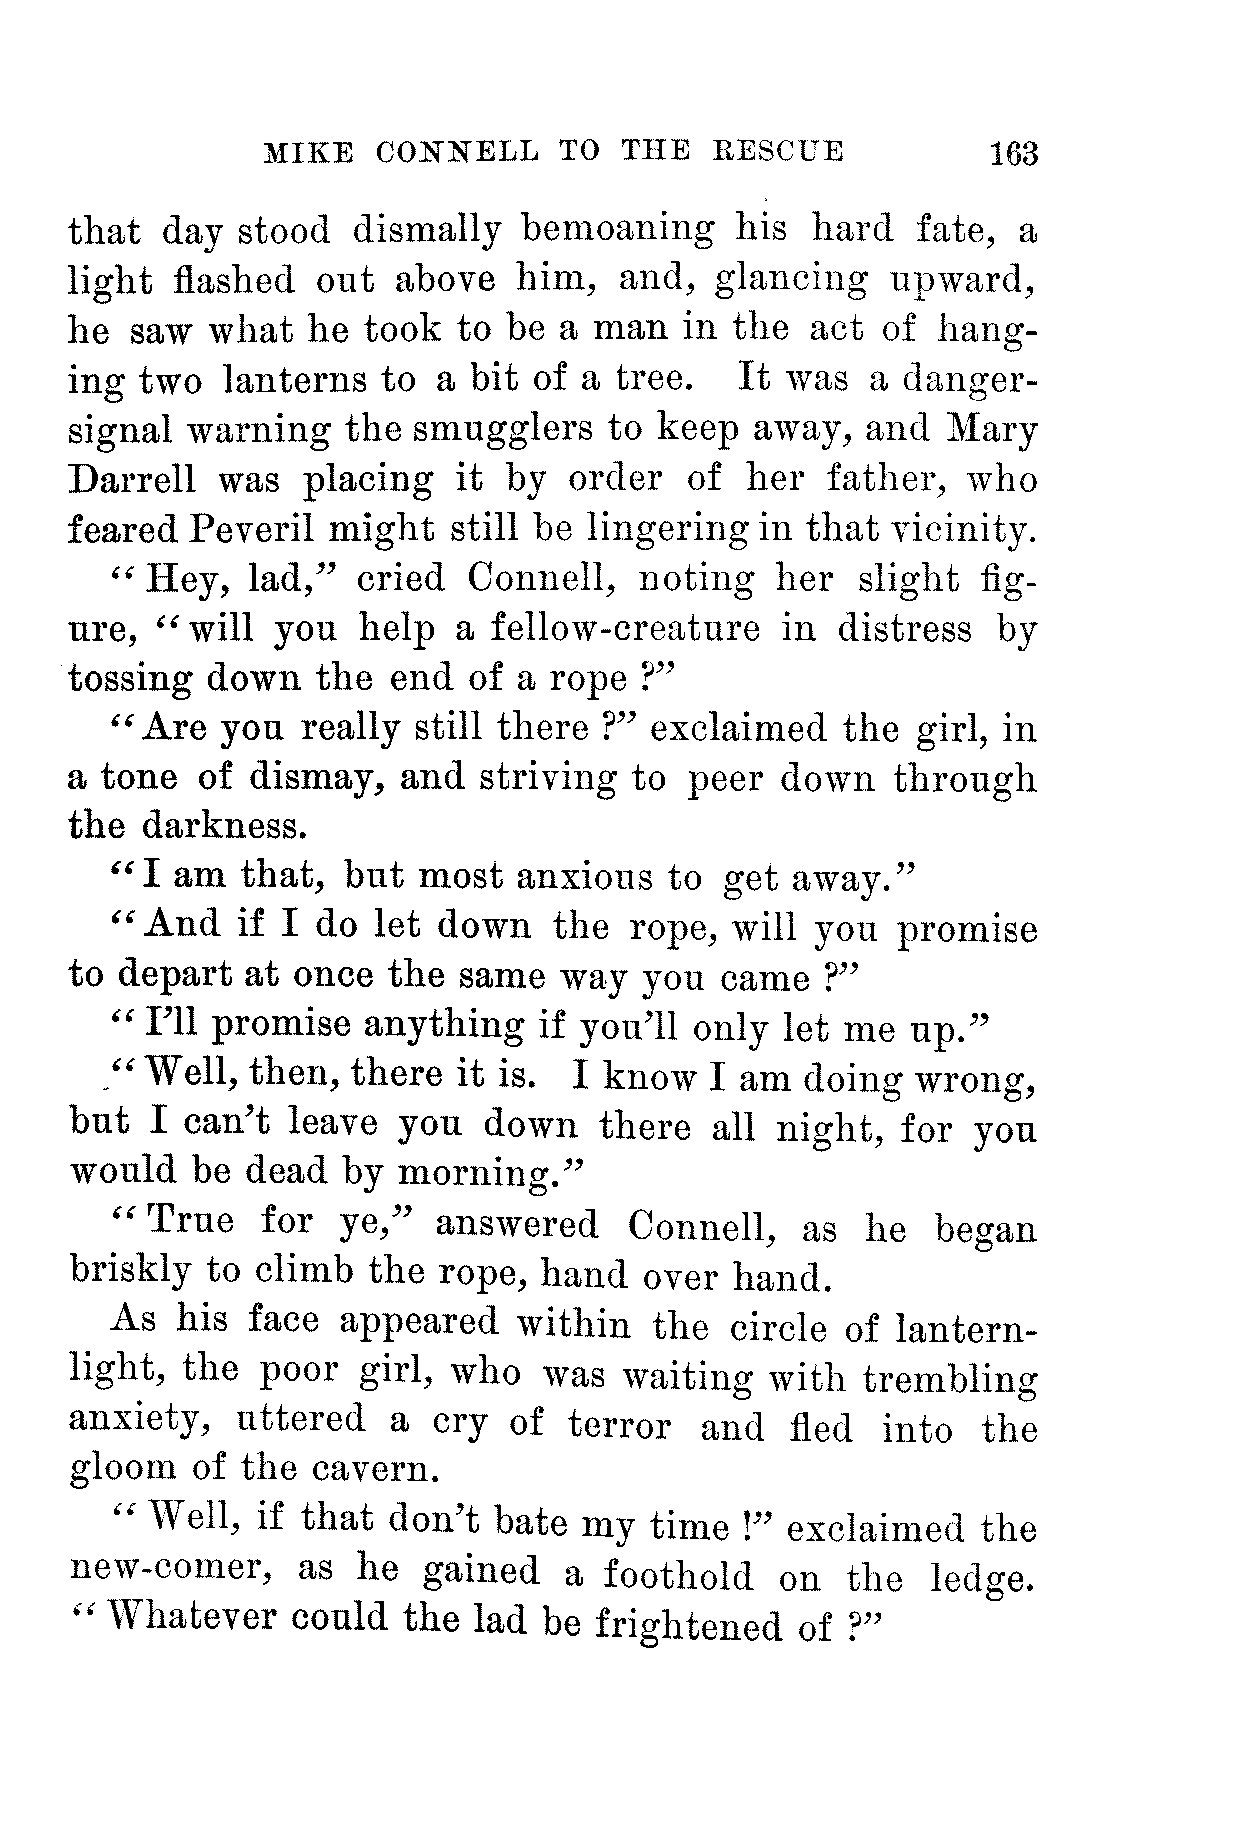 MIKE CONNELL TO THE RESCUE 163
that day stood dismally bemoaning his hard fate, a
light flashed out above him, and, glancing upward,
he saw what he took to be a man in the act of hang-
ing two lanterns to a bit of a tree. It was a danger-
signal warning the smugglers to keep away, and Mary
Darrell was placing it by order of her father, who
feared Peveril might still be lingering in that vicinity.
“ Hey, lad,” cried Connell, noting her slight fig-
ure, “ will you help a fellow-creature in distress by
tossing down the end of a rope ?”
“ Are you really still there ?” exclaimed the girl, in
a tone of dismay, and striving to peer down through
the darkness.
“ I am that, but most anxious to get away.”
“ And if I do let down the rope, will you promise
to depart at once the same way you came ?”
“ I’ll promise anything if you’ll only let me up.”
“ Well, then, there it is. I know I am doing wrong,
but I can’t leave you down there all night, for you
would be dead by morning.”
“ True for ye,” answered Connell, as he began
briskly to climb the rope, hand over hand.
As his face appeared within the circle of lantern-
light, the poor girl, who was waiting with trembling
anxiety, uttered a cry of terror and fled into the
gloom of the cavern.
“ Well, if that don’t bate my time !” exclaimed the
new-comer, as he gained a foothold on the ledge.
“ Whatever could the lad be frightened of ?”